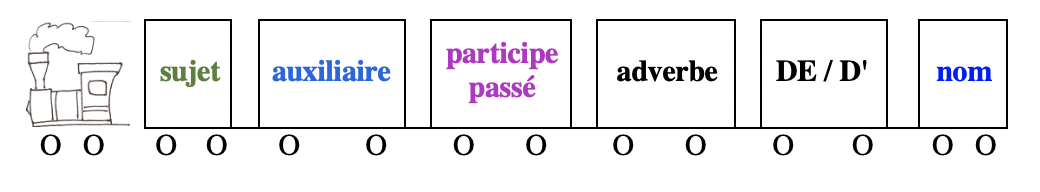 sujet auxiliaire participe passé adverbe DE / D' nom
O O O O O O O O O O O O O O